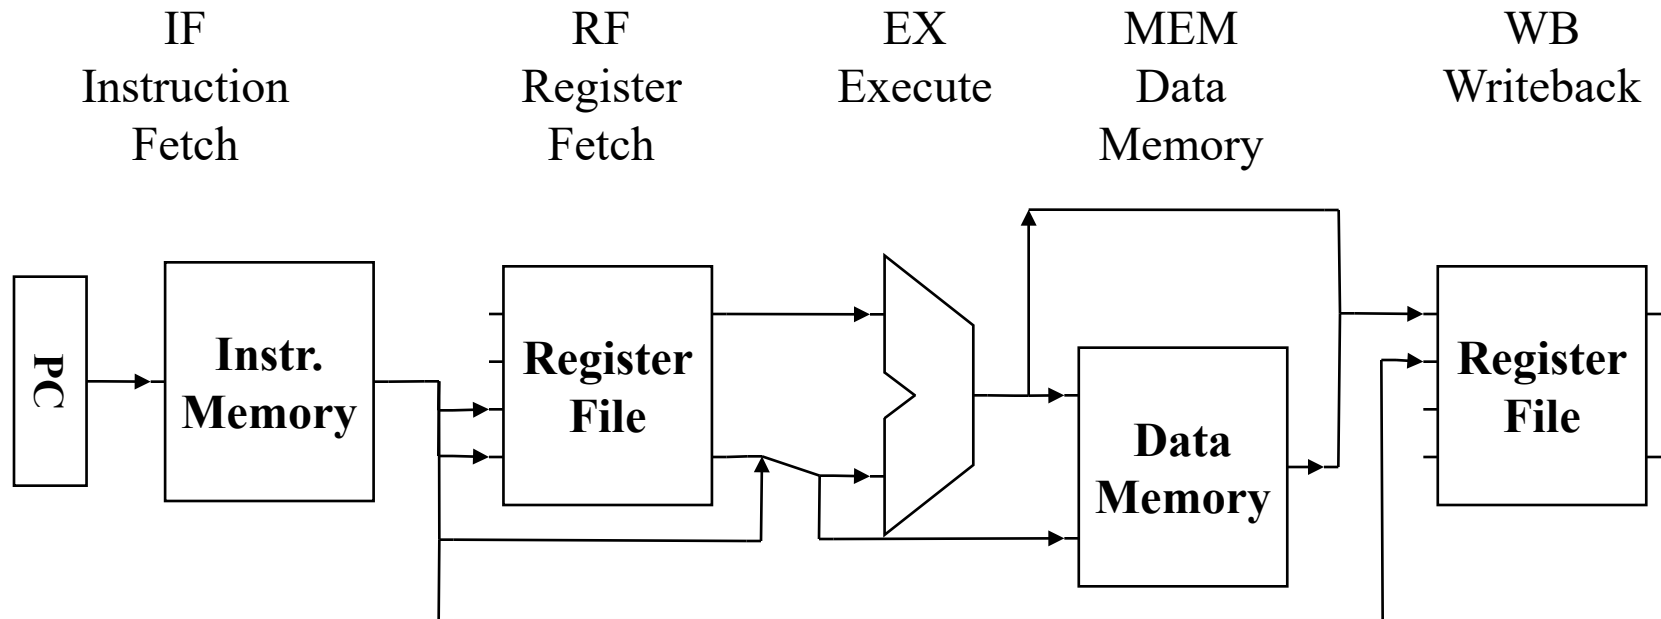 IF
Instruction
Fetch
RF
Register
Fetch
EX
Execute
MEM
Data
Memory
WB
Writeback
PC
Instr.
Memory
Register
File
Data
Memory
Register
File